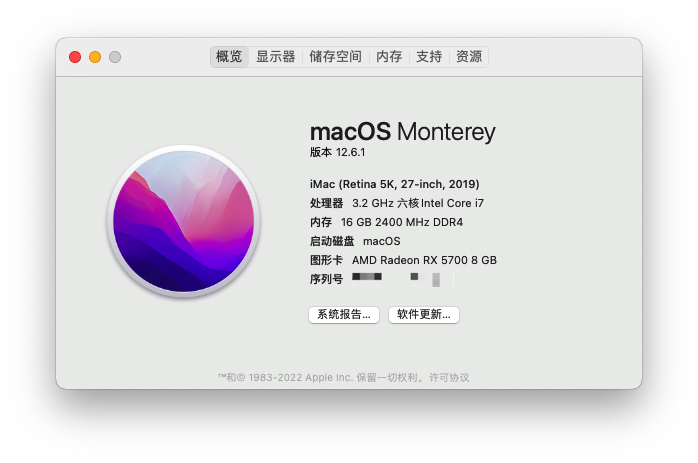 概览 显示器 储存空间 内存 支持 资源
macOS Monterey
版本 12.6.1
iMac (Retina 5K, 27-inch, 2019)
处理器 3.2 GHz 六核Intel Core i7
内存 16 GB 2400 MHz DDR4
启动磁盘 macOS
图形卡 AMD Radeon RX 5700 8 GB
序列号
系统报告... 软件更新...
™和© 1983-2022 Apple Inc. 保留一切权利。许可协议